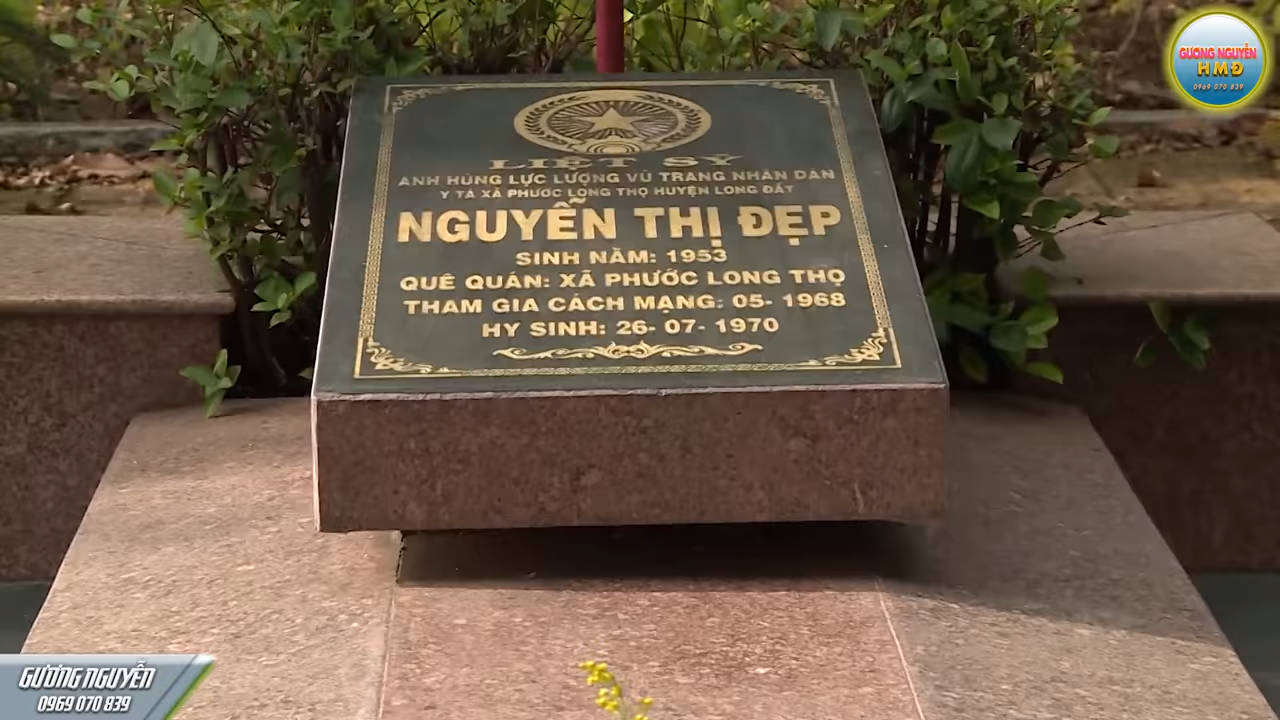 GƯƠNG NGUYỄN
HMĐ
0969 070 839
LIỆT SỸ
ANH HÙNG LỰC LƯỢNG VŨ TRANG NHÂN DÂN
Y TÁ XÃ PHƯỚC LONG THỌ HUYỆN LONG ĐẤT
NGUYỄN THỊ ĐẸP
SINH NĂM: 1953
QUÊ QUÁN: XÃ PHƯỚC LONG THỌ
THAM GIA CÁCH MẠNG: 05- 1968
HY SINH: 26- 07- 1970
GƯƠNG NGUYỄN
0969 070 839